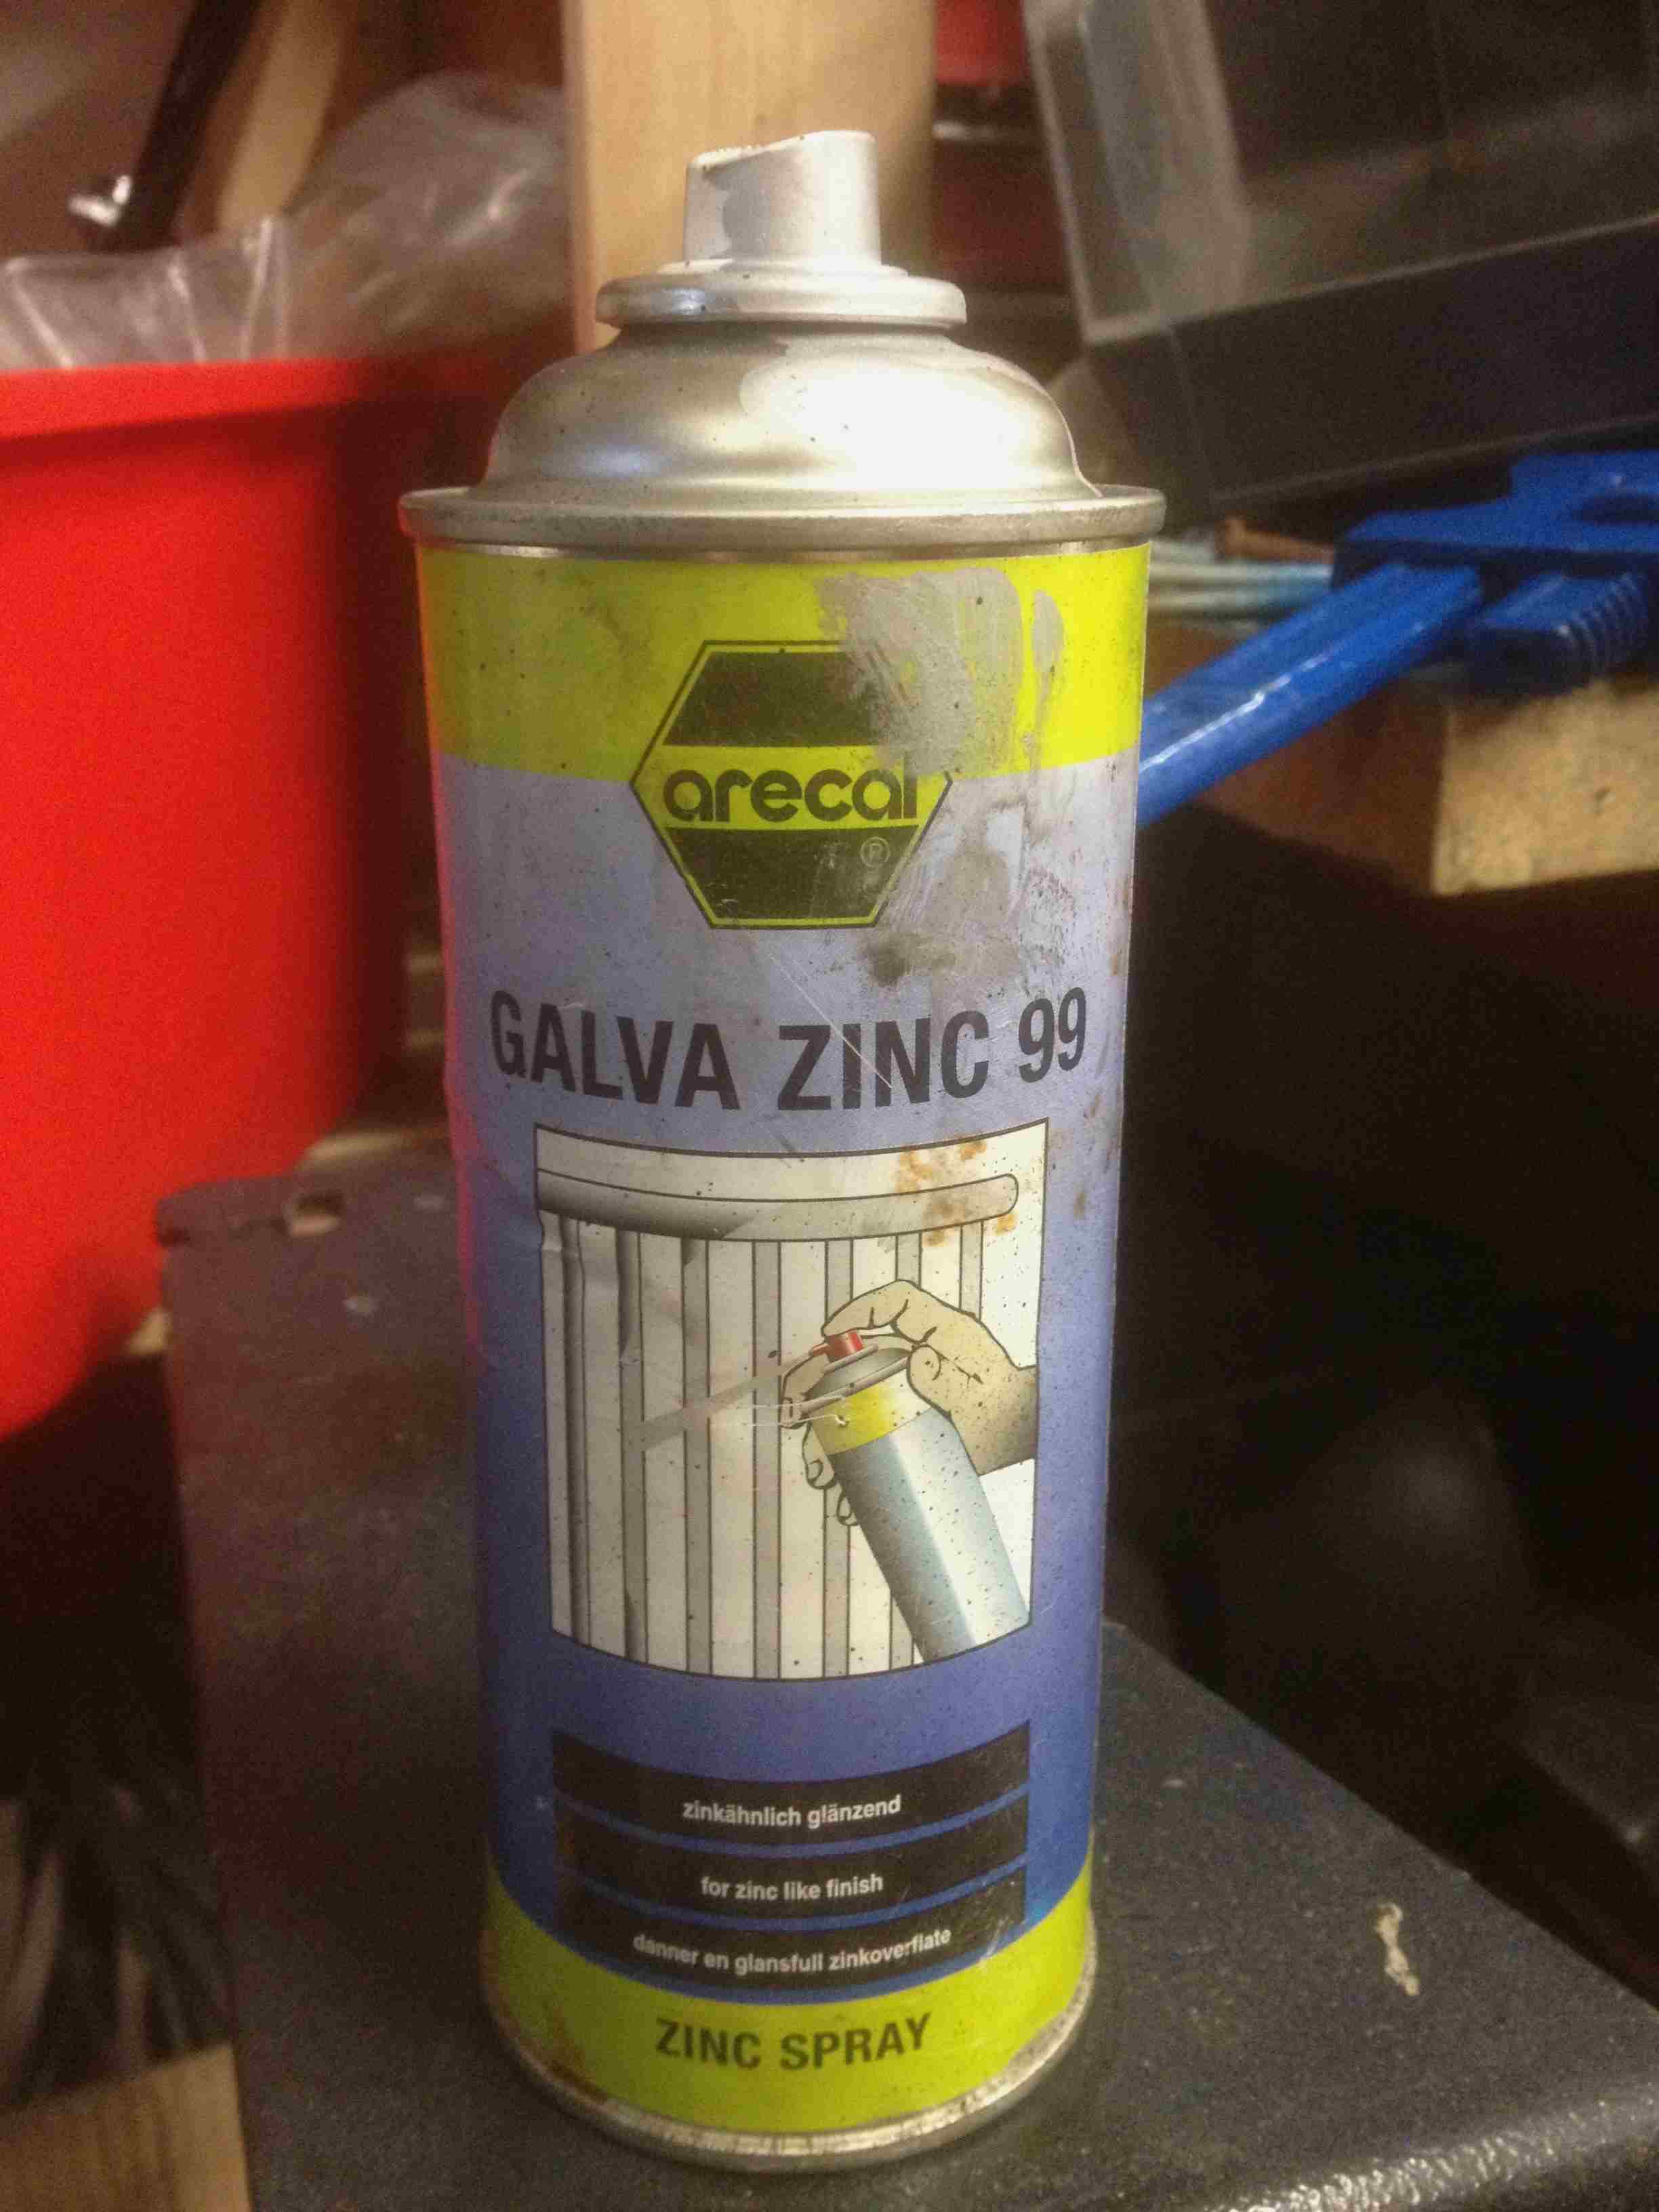 arecal
®
GALVA ZINC 99
zinkähnlich glänzend
for zinc like finish
danner en glansfull zinkoverflate
ZINC SPRAY